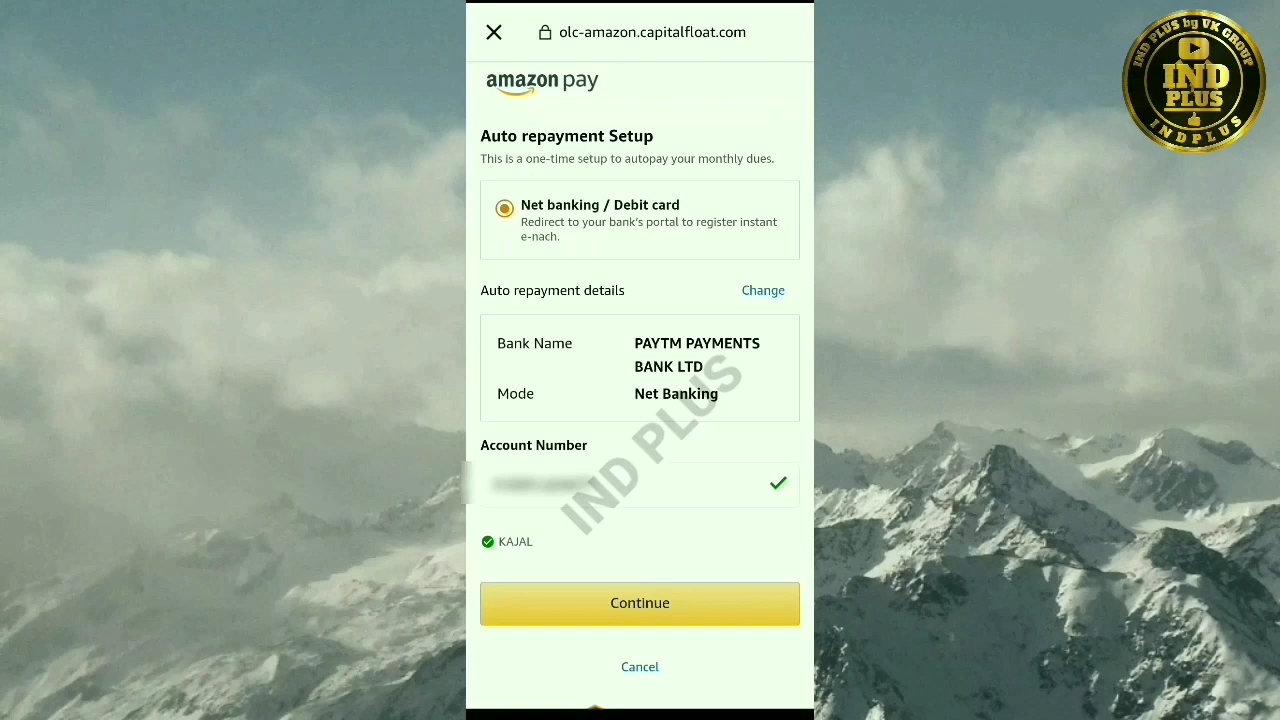 olc-amazon.capitalfloat.com
IND PLUS by VK GROUP
IND
PLUS
INDPLUS
amazon pay
Auto repayment Setup
This is a one-time setup to autopay your monthly dues.
Net banking / Debit card
Redirect to your bank's portal to register instant
e-nach.
Auto repayment details
Change
Bank Name
PAYTM PAYMENTS
BANK LTD
Mode
Net Banking
IND PLUS
Account Number
KAJAL
Continue
Cancel